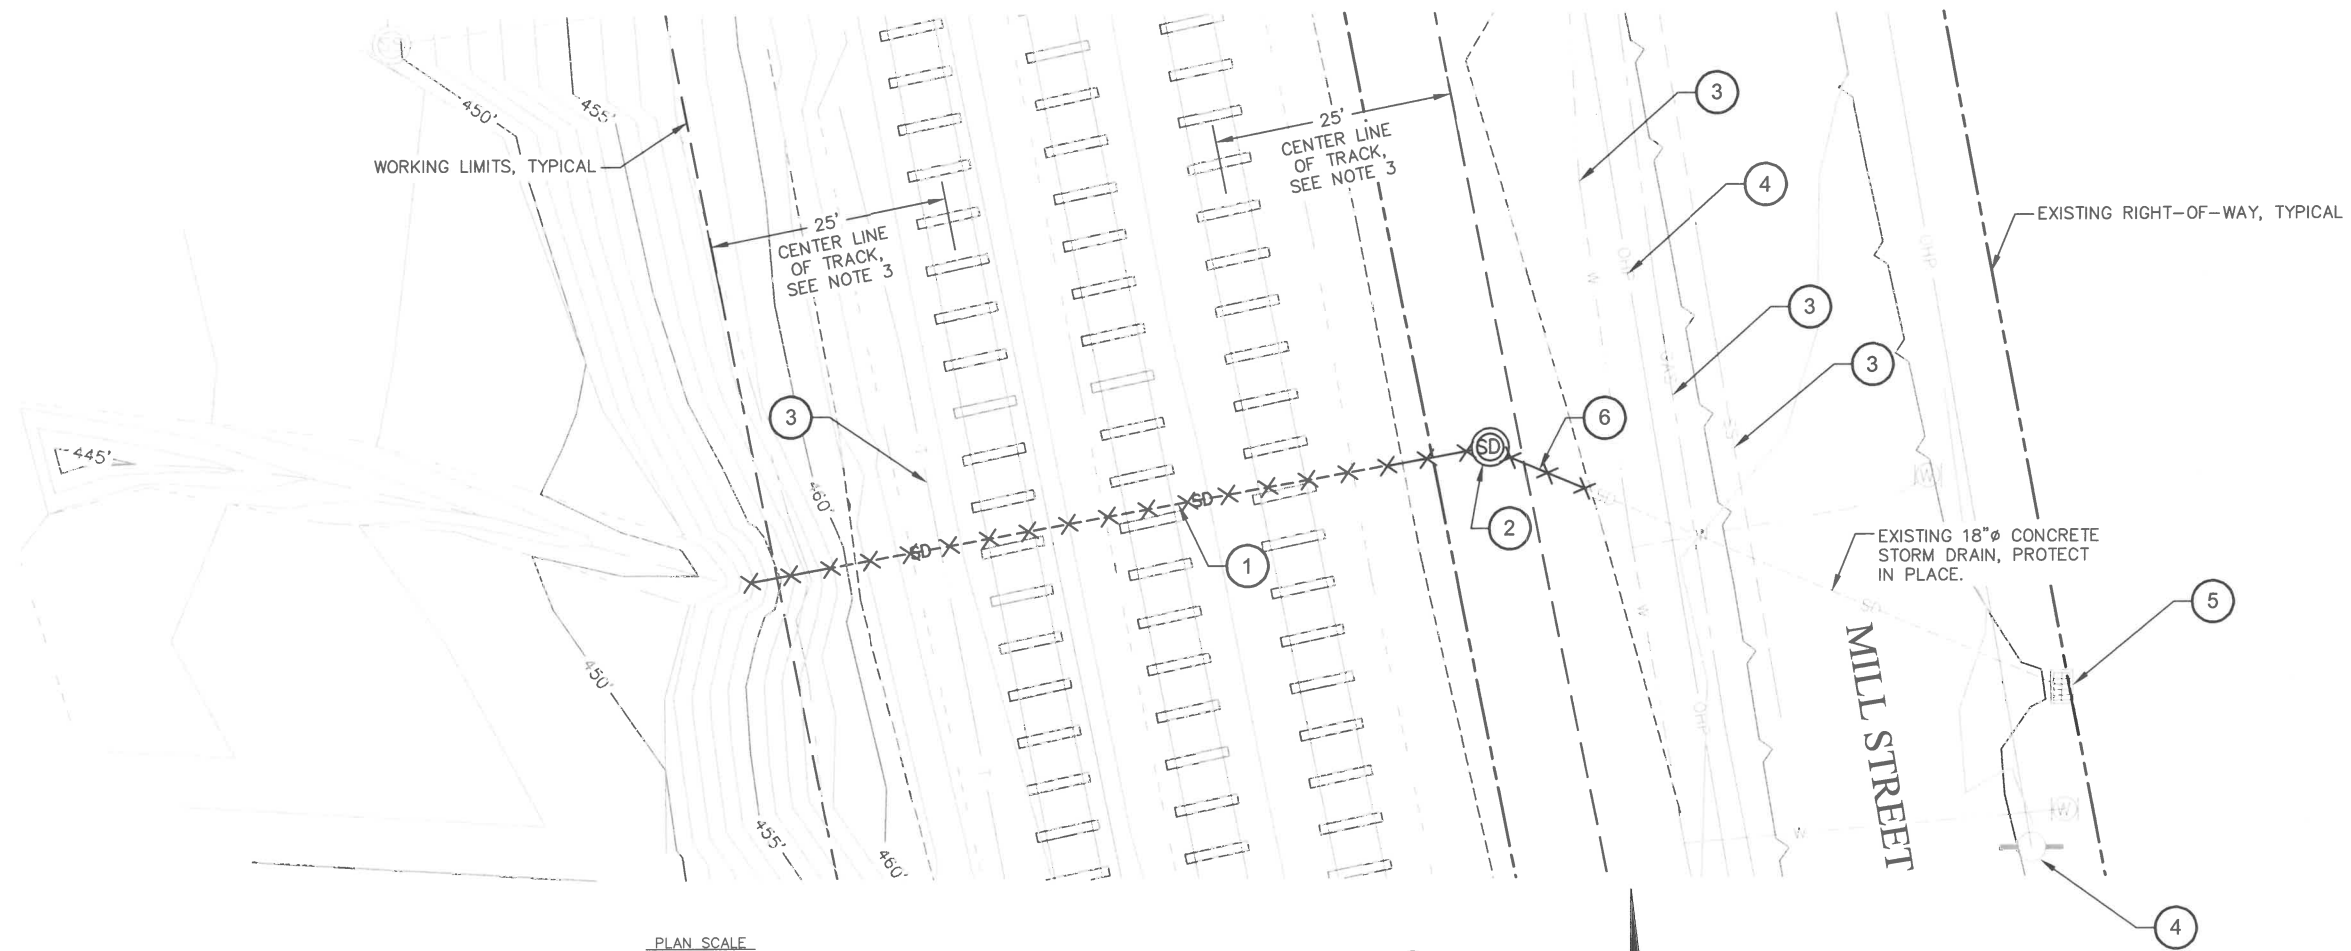 450'
455'
WORKING LIMITS, TYPICAL
25'
CENTER LINE
OF TRACK,
SEE NOTE 3
25'
CENTER LINE
OF TRACK,
SEE NOTE 3
3
4
EXISTING RIGHT-OF-WAY, TYPICAL
OHP
W
3
3
3
6
445'
460'
SD
2
SD
SD
1
W
EXISTING 18"ø CONCRETE
STORM DRAIN, PROTECT
IN PLACE.
5
W
MILL STREET
450'
OHP
455'
460'
W
W
4
PLAN SCALE